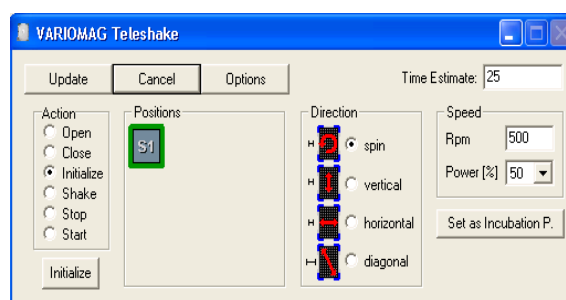 VARIOMAG Teleshake
Update Cancel Options Time Estimate: 25
Action
Open
Close
Initialize
Shake
Stop
Start
Initialize
Positions
S1
Direction
spin
vertical
horizontal
diagonal
Speed
Rpm 500
Power [%] 50
Set as Incubation P.